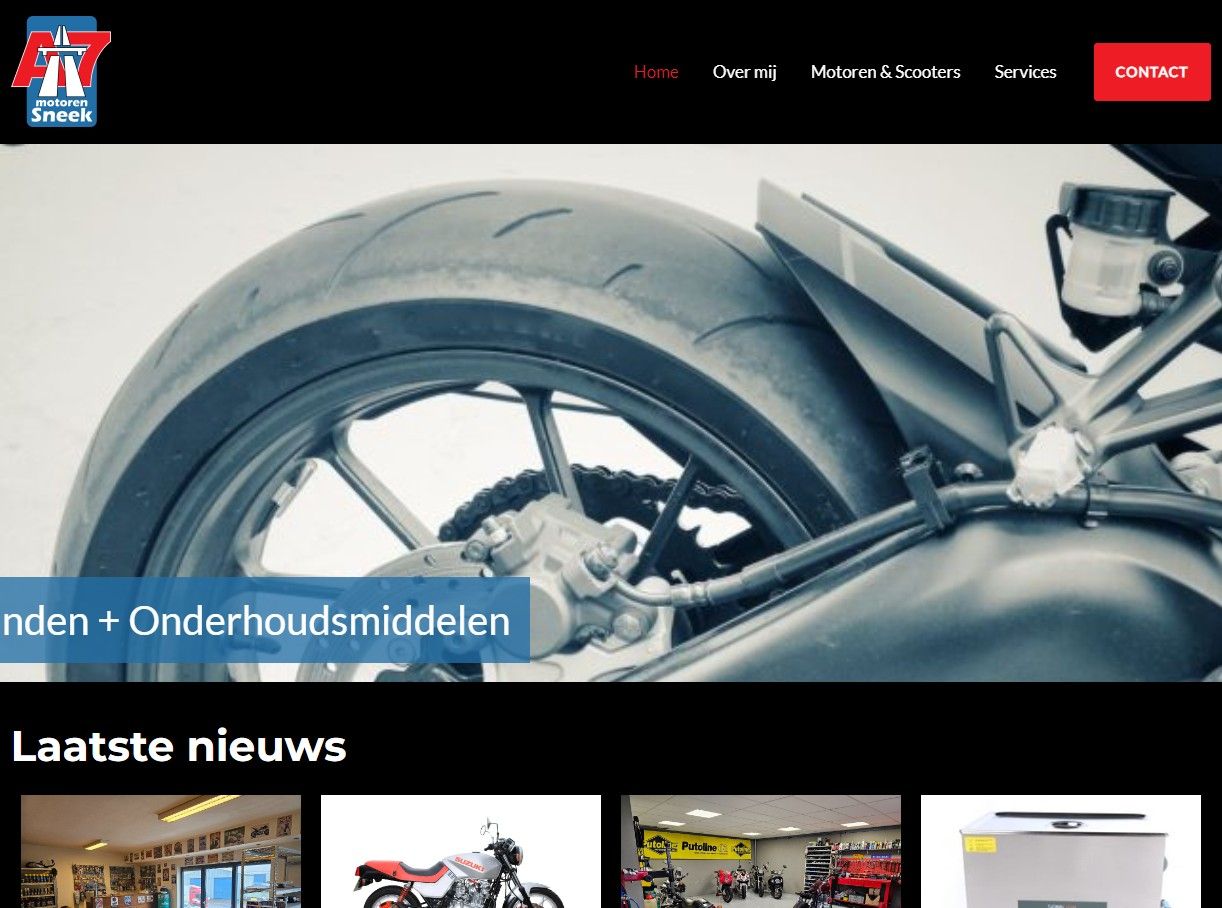 A7
motoren
Sneek
Home
Over mij
Motoren & Scooters
Services
CONTACT
nden + Onderhoudsmiddelen
Laatste nieuws
SUZUKI
Putoline